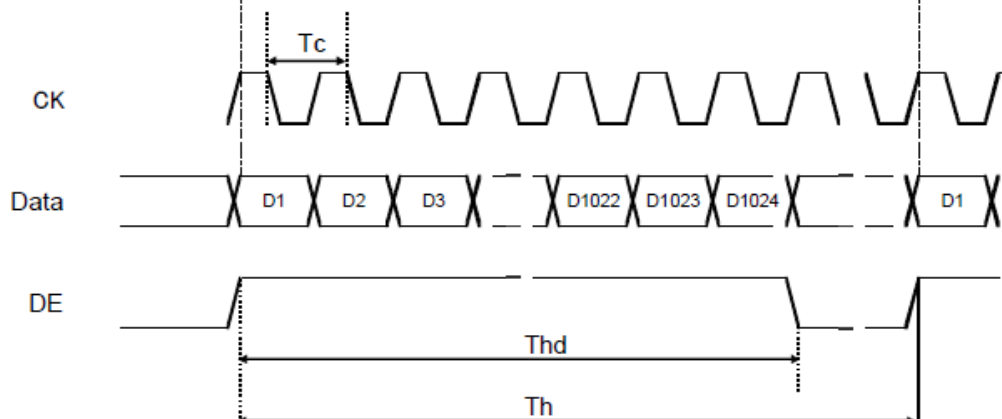 Tc
CK
Data D1 D2 D3 D1022 D1023 D1024 D1
DE
Thd
Th